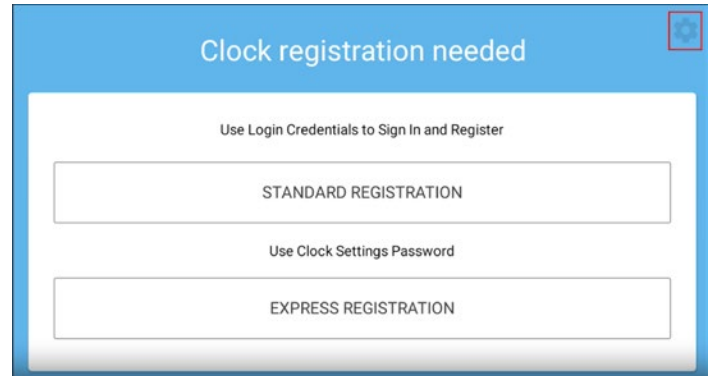 Clock registration needed
Use Login Credentials to Sign In and Register
STANDARD REGISTRATION
Use Clock Settings Password
EXPRESS REGISTRATION